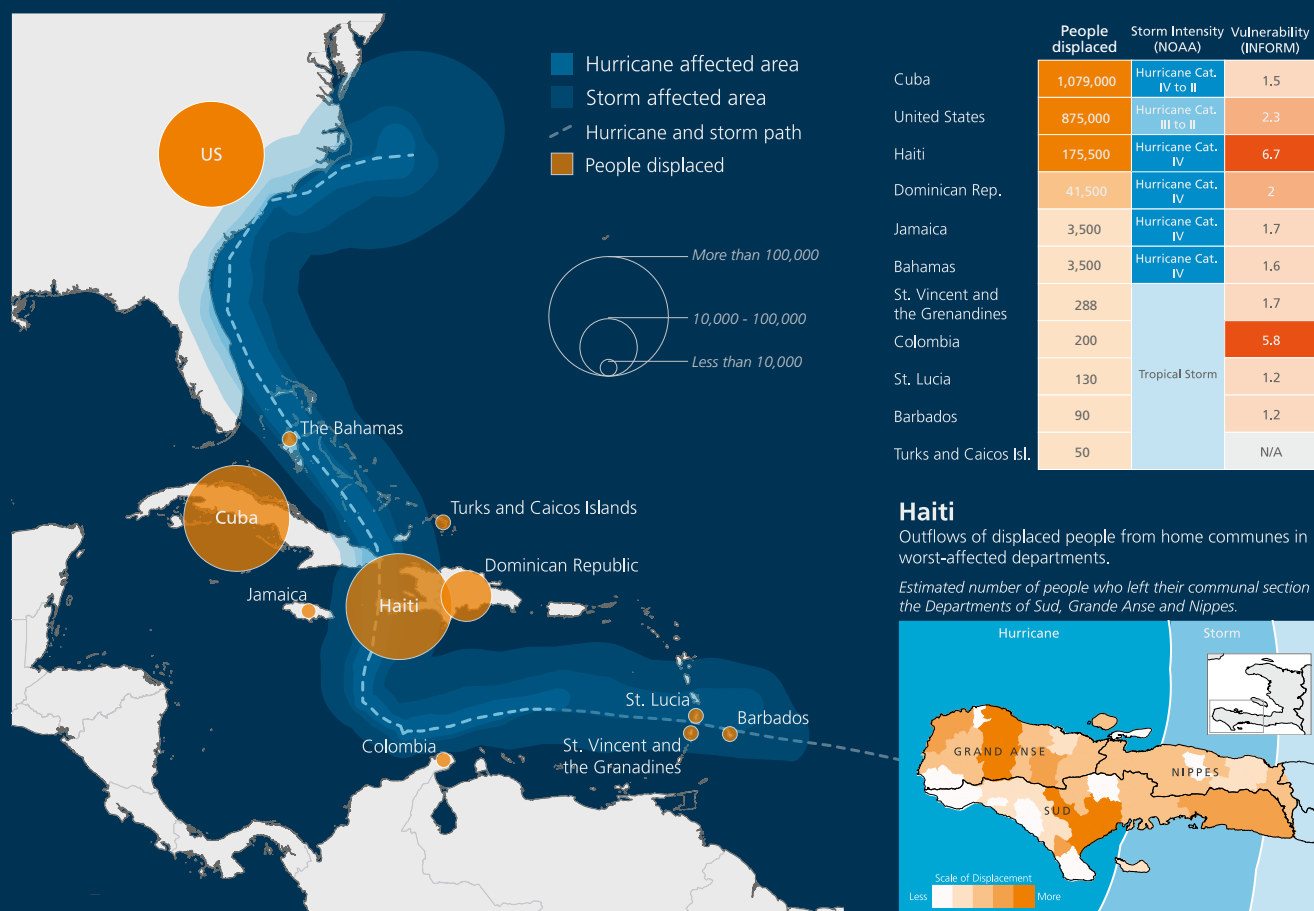 Hurricane affected area
Storm affected area
Hurricane and storm path
People displaced
More than 100,000
10,000 - 100,000
Less than 10,000
US
The Bahamas
Cuba
Turks and Caicos Islands
Dominican Republic
Jamaica
Haiti
St. Lucia
Barbados
Colombia
St. Vincent and
the Granadines
People
displaced
Storm Intensity
(NOAA)
Vulnerability
(INFORM)
Cuba
1,079,000
Hurricane Cat.
IV to II
1.5
United States
875,000
Hurricane Cat.
III to II
2.3
Haiti
175,500
Hurricane Cat.
IV
6.7
Dominican Rep.
41,500
Hurricane Cat.
IV
2
Jamaica
3,500
Hurricane Cat.
IV
1.7
Bahamas
3,500
Hurricane Cat.
IV
1.6
St. Vincent and
the Grenandines
288
1.7
Colombia
200
5.8
St. Lucia
130
Tropical Storm
1.2
Barbados
90
1.2
Turks and Caicos Isl.
50
N/A
Haiti
Outflows of displaced people from home communes in
worst-affected departments.
Estimated number of people who left their communal section
the Departments of Sud, Grande Anse and Nippes.
Hurricane
Storm
GRAND ANSE
NIPPES
SUD
Scale of Displacement
Less
More